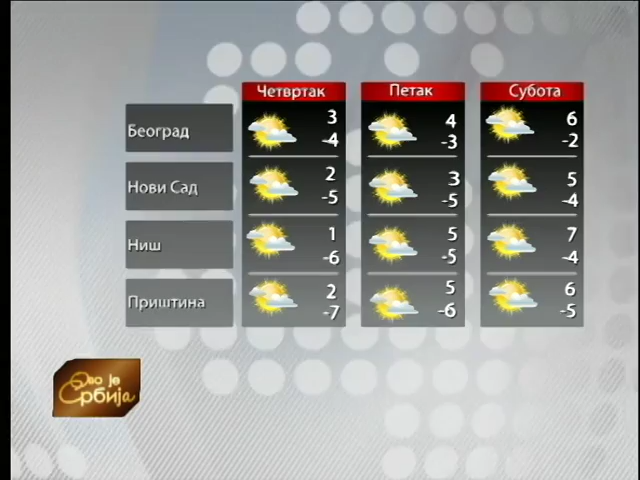 Четвртак Петак Субота
Београд 3 4 6
-4 -3 -2
Нови Сад 2 3 5
-5 -5 -4
Ниш 1 5 7
-6 -5 -4
Приштина 2 5 6
-7 -6 -5
Ово је
Србија